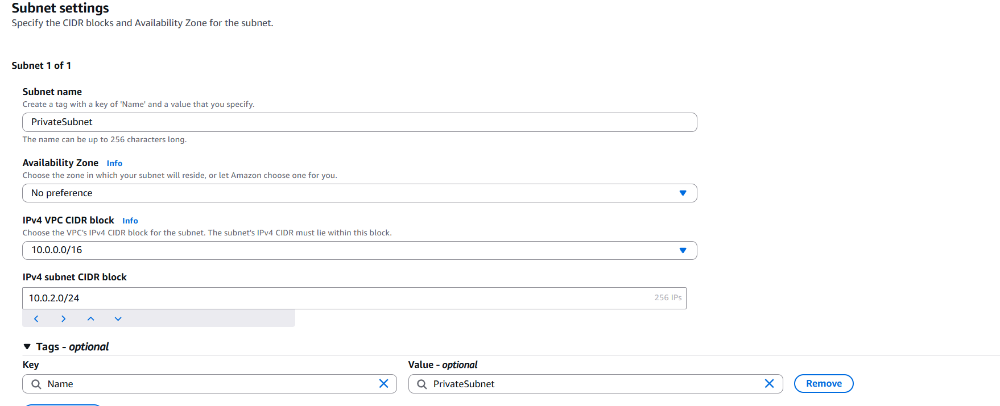 Subnet settings
Specify the CIDR blocks and Availability Zone for the subnet.
Subnet 1 of 1
Subnet name
Create a tag with a key of 'Name' and a value that you specify.
PrivateSubnet
The name can be up to 256 characters long.
Availability Zone Info
Choose the zone in which your subnet will reside, or let Amazon choose one for you.
No preference
IPv4 VPC CIDR block Info
Choose the VPC's IPv4 CIDR block for the subnet. The subnet's IPv4 CIDR must lie within this block.
10.0.0.0/16
IPv4 subnet CIDR block
10.0.2.0/24 256 IPs
Tags - optional
Key Value - optional
Name PrivateSubnet Remove